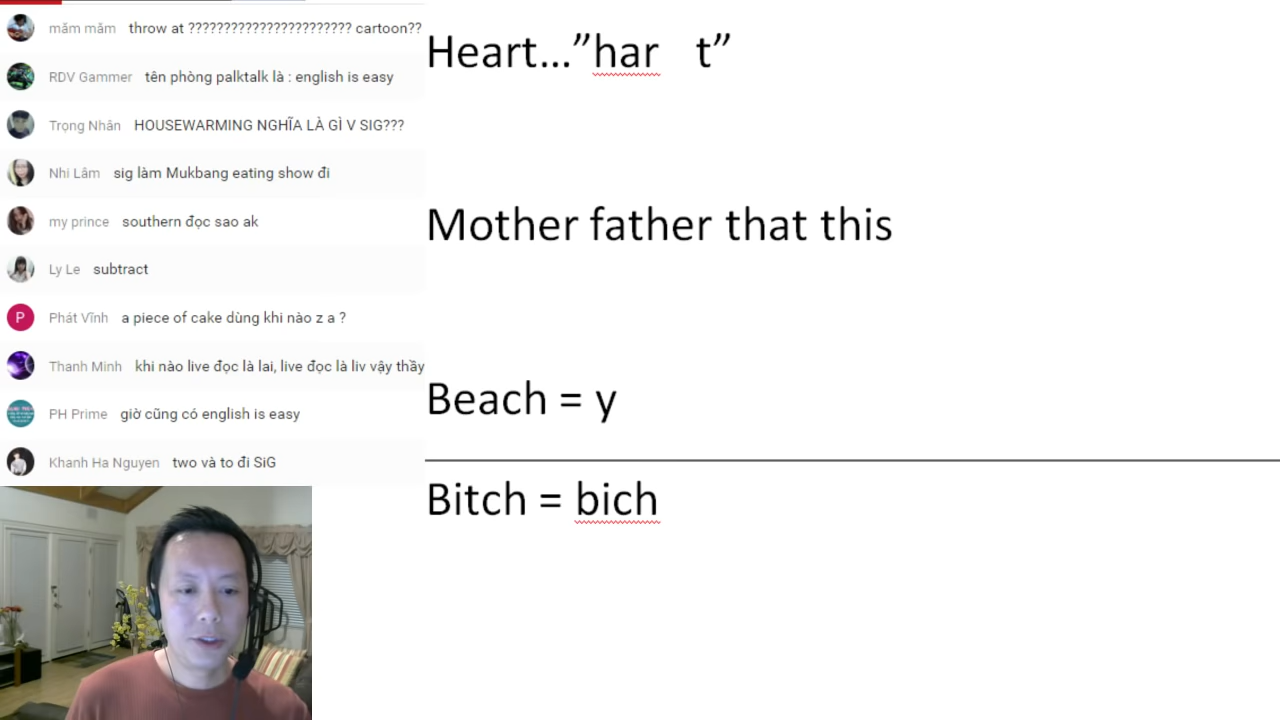 măm măm throw at ??????????????????????? cartoon??
RDV Gammer tên phòng palktalk là : english is easy
Trọng Nhân HOUSEWARMING NGHĨA LÀ GÌ V SIG???
Nhi Lâm sig làm Mukbang eating show đi
my prince southern đọc sao ak
Ly Le subtract
P Phát Vĩnh a piece of cake dùng khi nào z a ?
Thanh Minh khi nào live đọc là lai, live đọc là liv vậy thầy
PH Prime giờ cũng có english is easy
Khanh Ha Nguyen two và to đi SiG
Heart...”har t”
Mother father that this
Beach = y
Bitch = bich